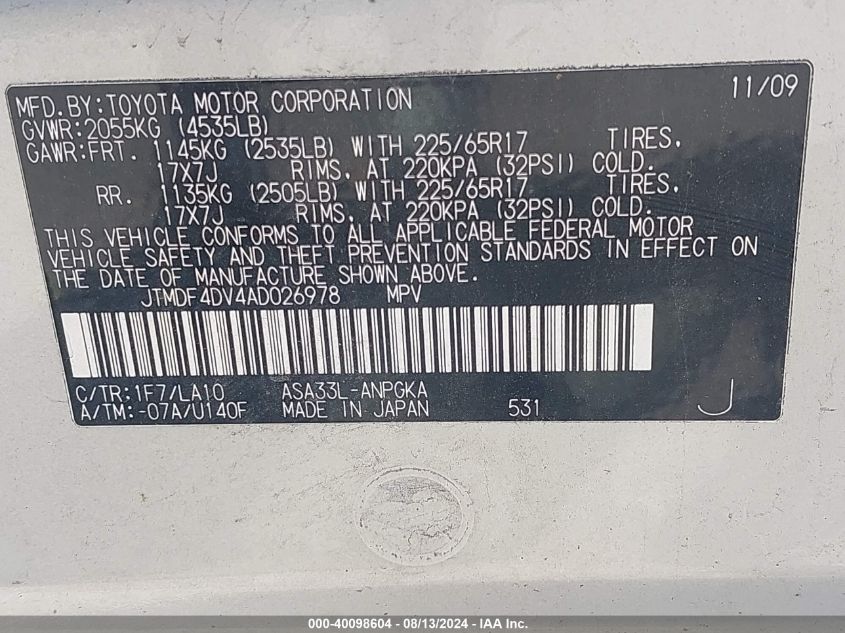 11/09
MFD.BY:TOYOTA MOTOR CORPORATION
GVWR:2055KG (4535LB)
GAWR:FRT. 1145KG (2535LB) WITH 225/65R17 TIRES.
17X7J RIMS. AT 220KPA (32PSI) COLD.
RR. 1135KG (2505LB) WITH 225/65R17 TIRES.
17X7J RIMS. AT 220KPA (32PSI) COLD.
THIS VEHICLE CONFORMS TO ALL APPLICABLE FEDERAL MOTOR
VEHICLE SAFETY AND THEFT PREVENTION STANDARDS IN EFFECT ON
THE DATE OF MANUFACTURE SHOWN ABOVE.
JTMDF4DV4AD026978 MPV
C/TR:1F7/LA10 ASA33L-ANPGKA
A/TM:-07A/U140F MADE IN JAPAN 531 J
000-40098604 - 08/13/2024 - IAA Inc.